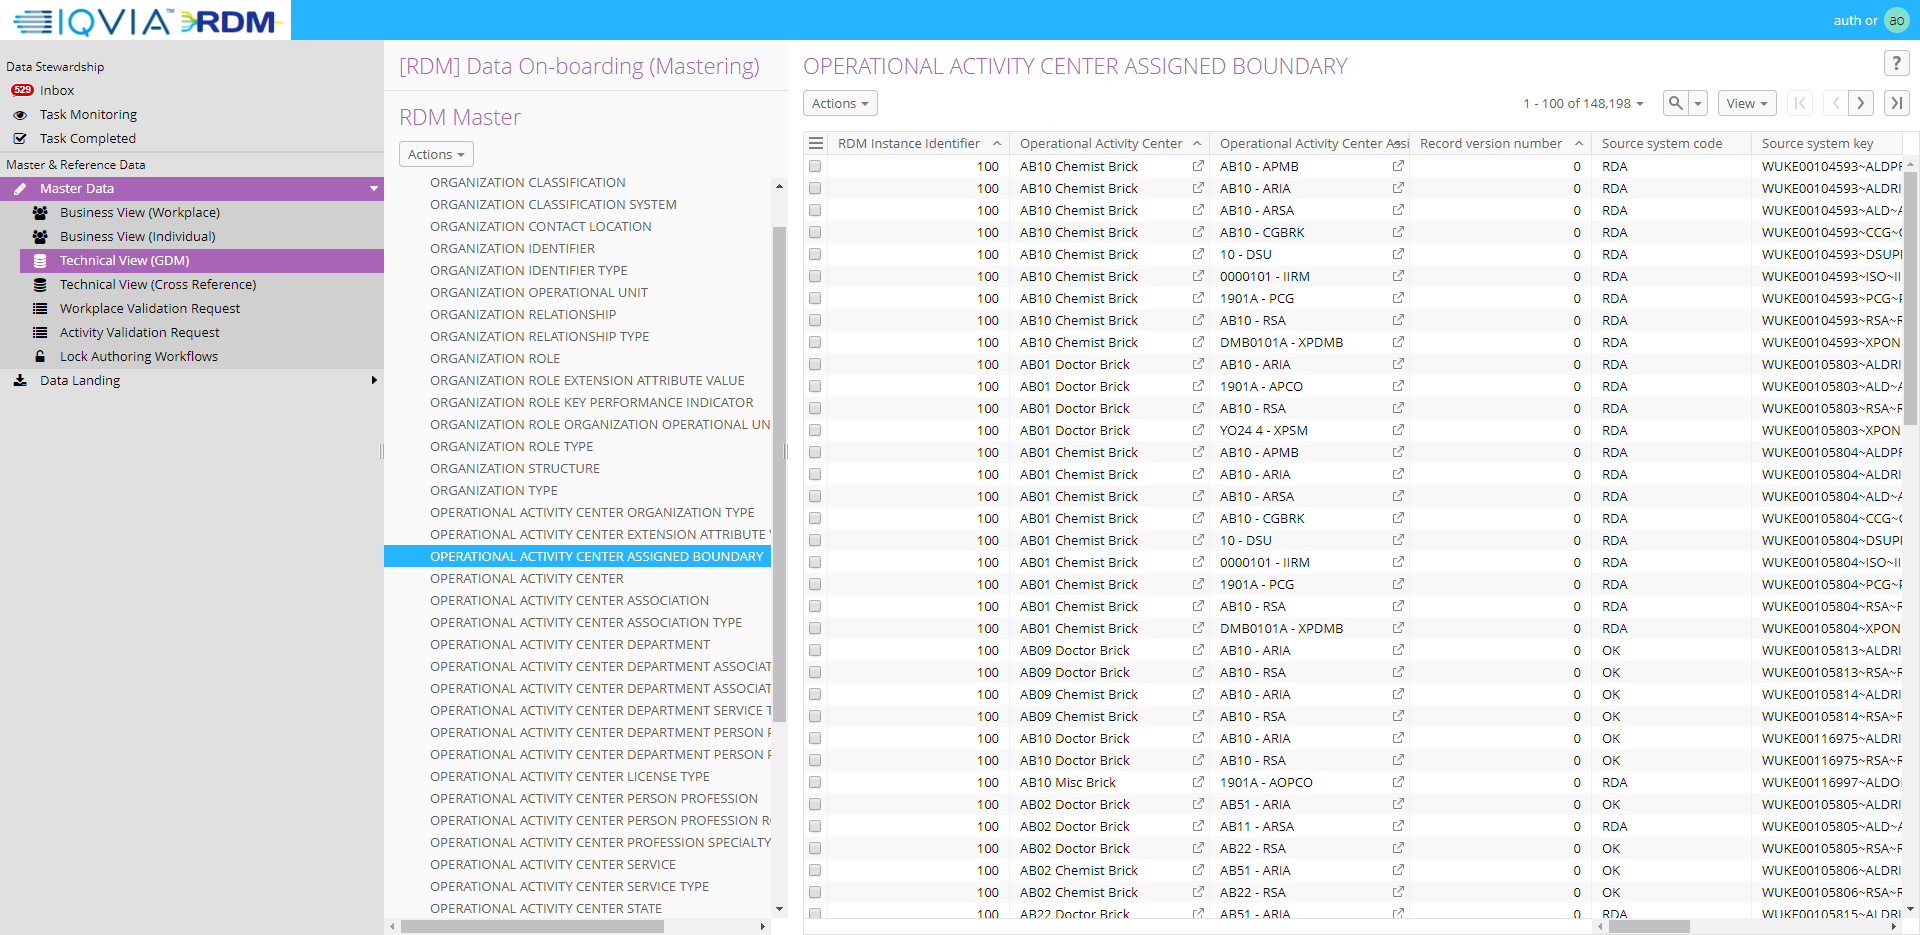 IQVIA™ RDM
auth or ao
Data Stewardship
529 Inbox
Task Monitoring
Task Completed
Master & Reference Data
Master Data
Business View (Workplace)
Business View (Individual)
Technical View (GDM)
Technical View (Cross Reference)
Workplace Validation Request
Activity Validation Request
Lock Authoring Workflows
Data Landing
[RDM] Data On-boarding (Mastering)
RDM Master
Actions
ORGANIZATION CLASSIFICATION
ORGANIZATION CLASSIFICATION SYSTEM
ORGANIZATION CONTACT LOCATION
ORGANIZATION IDENTIFIER
ORGANIZATION IDENTIFIER TYPE
ORGANIZATION OPERATIONAL UNIT
ORGANIZATION RELATIONSHIP
ORGANIZATION RELATIONSHIP TYPE
ORGANIZATION ROLE
ORGANIZATION ROLE EXTENSION ATTRIBUTE VALUE
ORGANIZATION ROLE KEY PERFORMANCE INDICATOR
ORGANIZATION ROLE ORGANIZATION OPERATIONAL UN
ORGANIZATION ROLE TYPE
ORGANIZATION STRUCTURE
ORGANIZATION TYPE
OPERATIONAL ACTIVITY CENTER ORGANIZATION TYPE
OPERATIONAL ACTIVITY CENTER EXTENSION ATTRIBUTE
OPERATIONAL ACTIVITY CENTER ASSIGNED BOUNDARY
OPERATIONAL ACTIVITY CENTER
OPERATIONAL ACTIVITY CENTER ASSOCIATION
OPERATIONAL ACTIVITY CENTER ASSOCIATION TYPE
OPERATIONAL ACTIVITY CENTER DEPARTMENT
OPERATIONAL ACTIVITY CENTER DEPARTMENT ASSOCIAT
OPERATIONAL ACTIVITY CENTER DEPARTMENT ASSOCIAT
OPERATIONAL ACTIVITY CENTER DEPARTMENT SERVICE T
OPERATIONAL ACTIVITY CENTER DEPARTMENT PERSON P
OPERATIONAL ACTIVITY CENTER DEPARTMENT PERSON P
OPERATIONAL ACTIVITY CENTER LICENSE TYPE
OPERATIONAL ACTIVITY CENTER PERSON PROFESSION
OPERATIONAL ACTIVITY CENTER PERSON PROFESSION RO
OPERATIONAL ACTIVITY CENTER PROFESSION SPECIALTY
OPERATIONAL ACTIVITY CENTER SERVICE
OPERATIONAL ACTIVITY CENTER SERVICE TYPE
OPERATIONAL ACTIVITY CENTER STATE
OPERATIONAL ACTIVITY CENTER ASSIGNED BOUNDARY
?
Actions 1 - 100 of 148,198 View
RDM Instance Identifier Operational Activity Center Operational Activity Center Assi Record version number Source system code Source system key
100 AB10 Chemist Brick AB10 - APMB 0 RDA WUKE00104593~ALDPR
100 AB10 Chemist Brick AB10 - ARIA 0 RDA WUKE00104593~ALDRI
100 AB10 Chemist Brick AB10 - ARSA 0 RDA WUKE00104593~ALD~A
100 AB10 Chemist Brick AB10 - CGBRK 0 RDA WUKE00104593~CCG~C
100 AB10 Chemist Brick 10 - DSU 0 RDA WUKE00104593~DSUPI
100 AB10 Chemist Brick 0000101 - IIRM 0 RDA WUKE00104593~ISO~II
100 AB10 Chemist Brick 1901A - PCG 0 RDA WUKE00104593~PCG~P
100 AB10 Chemist Brick AB10 - RSA 0 RDA WUKE00104593~RSA~R
100 AB10 Chemist Brick DMB0101A - XPDMB 0 RDA WUKE00104593~XPON
100 AB01 Doctor Brick AB10 - ARIA 0 RDA WUKE00105803~ALDRI
100 AB01 Doctor Brick 1901A - APCO 0 RDA WUKE00105803~ALD~A
100 AB01 Doctor Brick AB10 - RSA 0 RDA WUKE00105803~RSA~R
100 AB01 Doctor Brick YO24 4 - XPSM 0 RDA WUKE00105803~XPON
100 AB01 Chemist Brick AB10 - APMB 0 RDA WUKE00105804~ALDPR
100 AB01 Chemist Brick AB10 - ARIA 0 RDA WUKE00105804~ALDRI
100 AB01 Chemist Brick AB10 - ARSA 0 RDA WUKE00105804~ALD~A
100 AB01 Chemist Brick AB10 - CGBRK 0 RDA WUKE00105804~CCG~C
100 AB01 Chemist Brick 10 - DSU 0 RDA WUKE00105804~DSUPI
100 AB01 Chemist Brick 0000101 - IIRM 0 RDA WUKE00105804~ISO~II
100 AB01 Chemist Brick 1901A - PCG 0 RDA WUKE00105804~PCG~P
100 AB01 Chemist Brick AB10 - RSA 0 RDA WUKE00105804~RSA~R
100 AB01 Chemist Brick DMB0101A - XPDMB 0 RDA WUKE00105804~XPON
100 AB09 Doctor Brick AB10 - ARIA 0 OK WUKE00105813~ALDRI
100 AB09 Doctor Brick AB10 - RSA 0 OK WUKE00105813~RSA~R
100 AB09 Chemist Brick AB10 - ARIA 0 OK WUKE00105814~ALDRI
100 AB09 Chemist Brick AB10 - RSA 0 OK WUKE00105814~RSA~R
100 AB10 Doctor Brick AB10 - ARIA 0 OK WUKE00116975~ALDRI
100 AB10 Doctor Brick AB10 - RSA 0 OK WUKE00116975~RSA~R
100 AB10 Misc Brick 1901A - AOPCO 0 RDA WUKE00116997~ALDOI
100 AB02 Doctor Brick AB51 - ARIA 0 OK WUKE00105805~ALDRI
100 AB02 Doctor Brick AB11 - ARSA 0 RDA WUKE00105805~ALD~A
100 AB02 Doctor Brick AB22 - RSA 0 OK WUKE00105805~RSA~R
100 AB02 Chemist Brick AB51 - ARIA 0 OK WUKE00105806~ALDRI
100 AB02 Chemist Brick AB22 - RSA 0 OK WUKE00105806~RSA~R
100 AB22 Doctor Brick AB51 - ARIA 0 RDA WUKE00105815~ALDRI